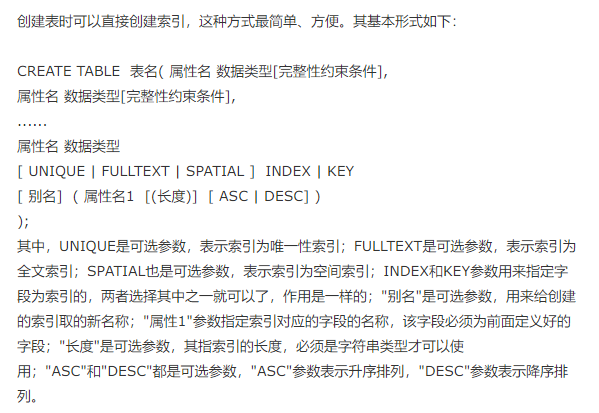 创建表时可以直接创建索引，这种方式最简单、方便。其基本形式如下：
CREATE TABLE 表名( 属性名 数据类型[完整性约束条件],
属性名 数据类型[完整性约束条件],
......
属性名 数据类型
[ UNIQUE | FULLTEXT | SPATIAL ] INDEX | KEY
[ 别名] ( 属性名1 [(长度)] [ ASC | DESC] )
);
其中，UNIQUE是可选参数，表示索引为唯一性索引；FULLTEXT是可选参数，表示索引为
全文索引；SPATIAL也是可选参数，表示索引为空间索引；INDEX和KEY参数用来指定字
段为索引的，两者选择其中之一就可以了，作用是一样的；"别名"是可选参数，用来给创建
的索引取的新名称；"属性1"参数指定索引对应的字段的名称，该字段必须为前面定义好的
字段；"长度"是可选参数，其指索引的长度，必须是字符串类型才可以使
用；"ASC"和"DESC"都是可选参数，"ASC"参数表示升序排列，"DESC"参数表示降序排
列。